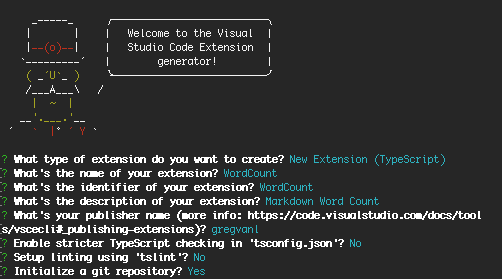 Welcome to the Visual
Studio Code Extension
generator!
? What type of extension do you want to create? New Extension (TypeScript)
? What's the name of your extension? WordCount
? What's the identifier of your extension? WordCount
? What's the description of your extension? Markdown Word Count
? What's your publisher name (more info: https://code.visualstudio.com/docs/tool
s/vscecli#_publishing-extensions)? gregvanl
? Enable stricter TypeScript checking in 'tsconfig.json'? No
? Setup linting using 'tslint'? No
? Initialize a git repository? Yes